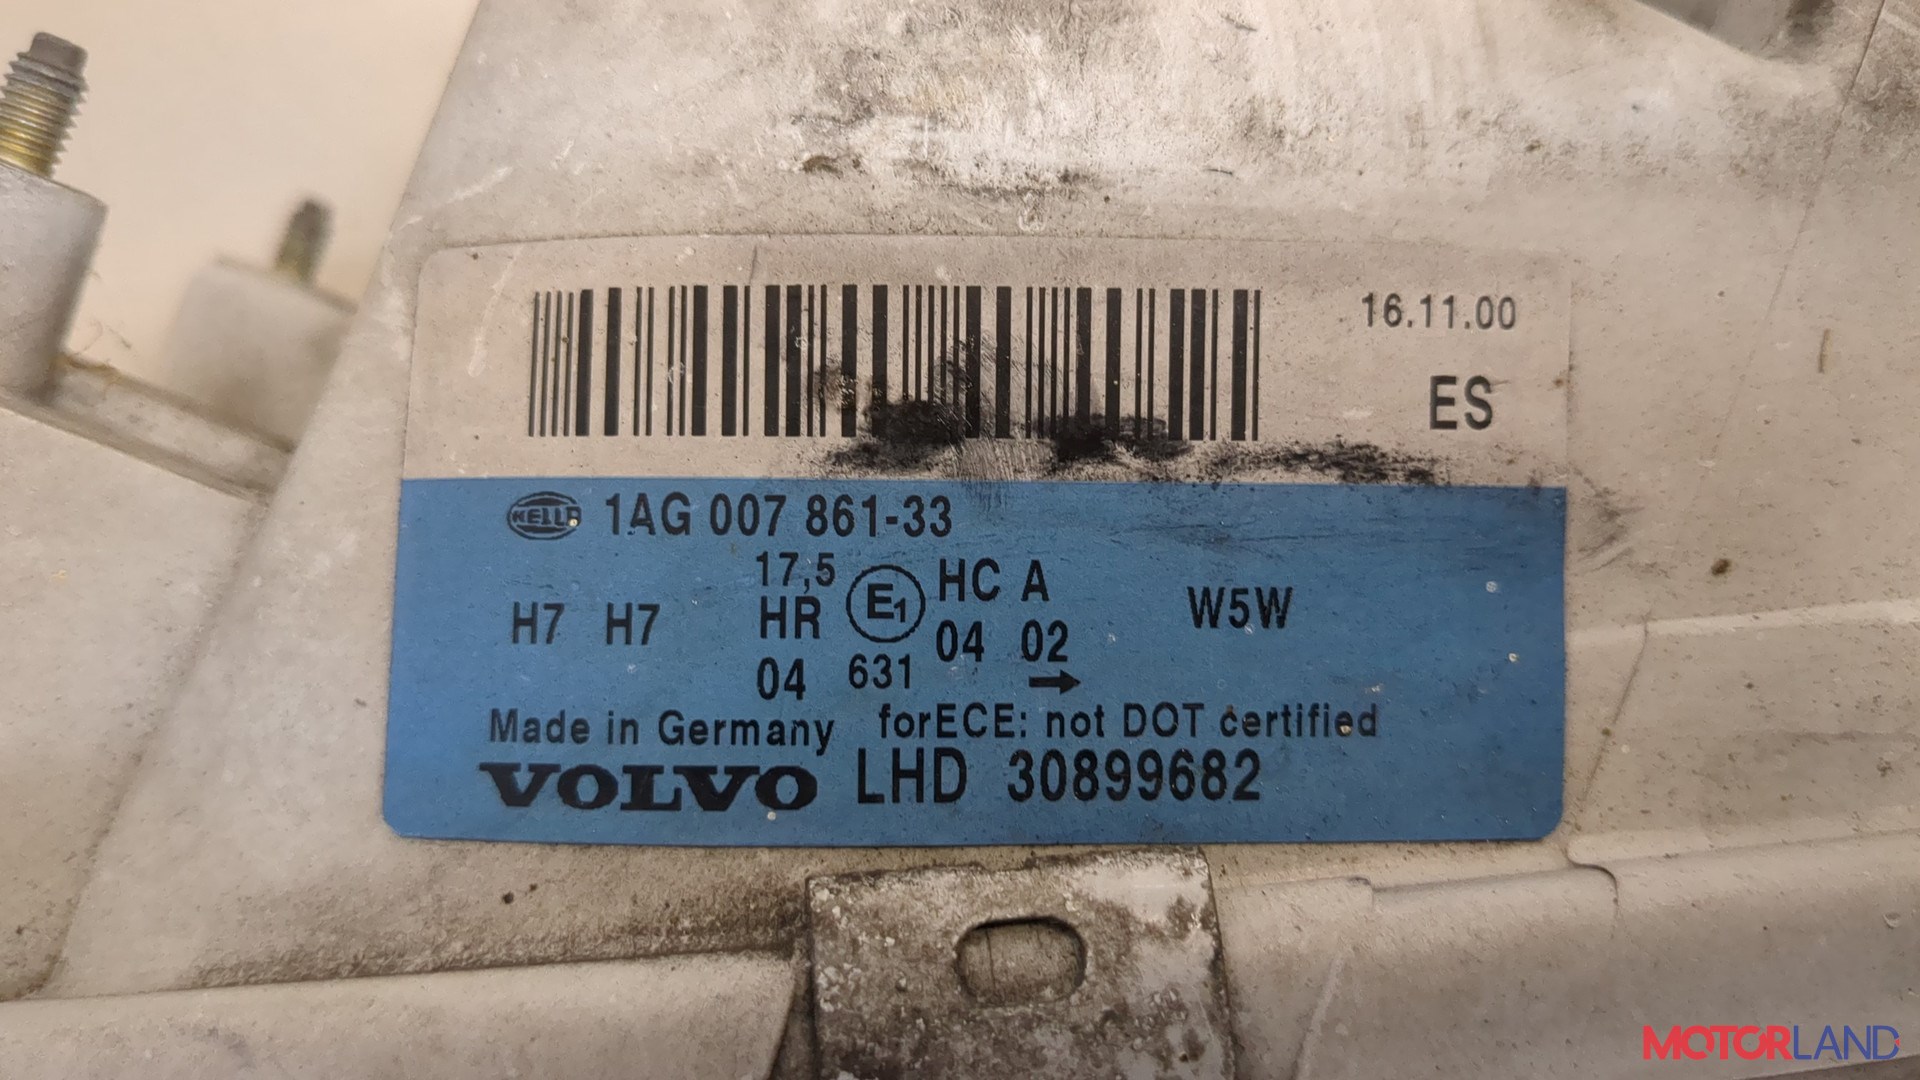 16.11.00
ES
HELLA 1AG 007 861-33
17,5
H7 H7 HR E1 HC A W5W
04 631 04 02 →
Made in Germany forECE: not DOT certified
VOLVO LHD 30899682
MOTORLAND